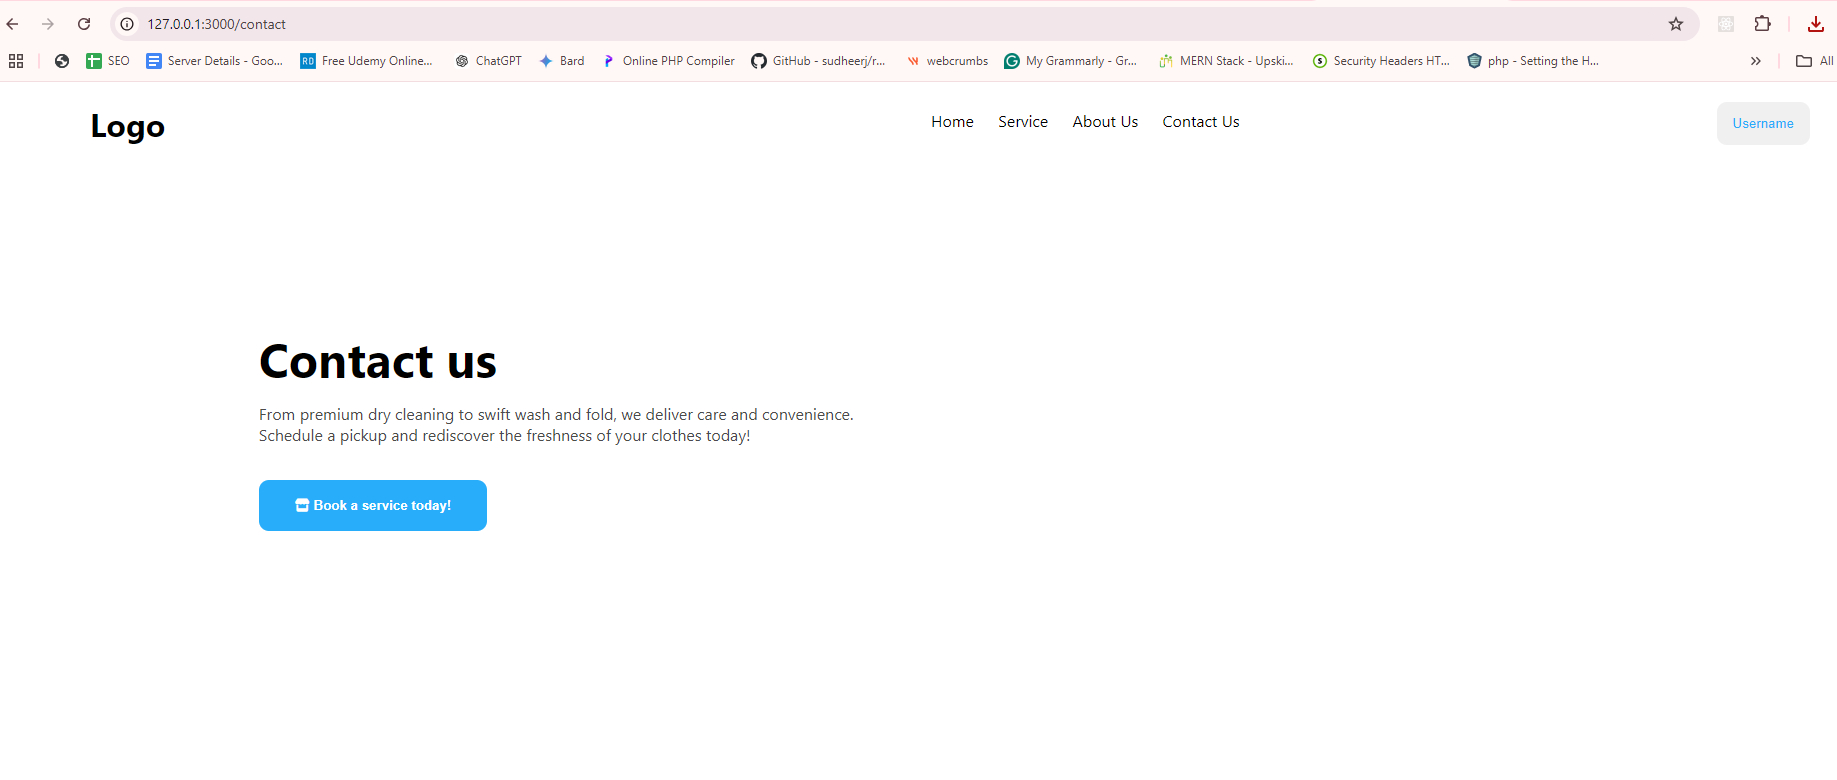 127.0.0.1:3000/contact
SEO Server Details - Goo... RD Free Udemy Online... ChatGPT Bard Online PHP Compiler GitHub - sudheerj/r... webcrumbs My Grammarly - Gr... MERN Stack - Upski... Security Headers HT... php - Setting the H... » All
Logo Home Service About Us Contact Us Username
Contact us
From premium dry cleaning to swift wash and fold, we deliver care and convenience.
Schedule a pickup and rediscover the freshness of your clothes today!
Book a service today!